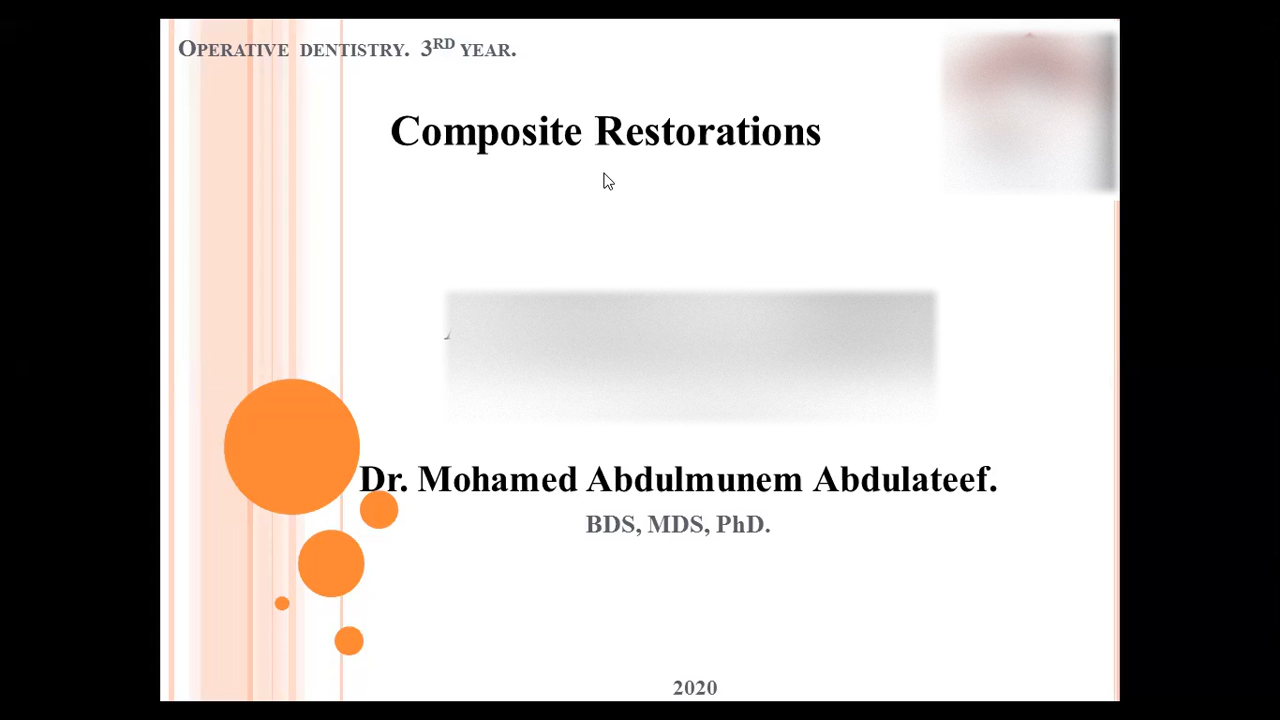 OPERATIVE DENTISTRY. 3RD YEAR.
Composite Restorations
Dr. Mohamed Abdulmunem Abdulateef.
BDS, MDS, PhD.
2020